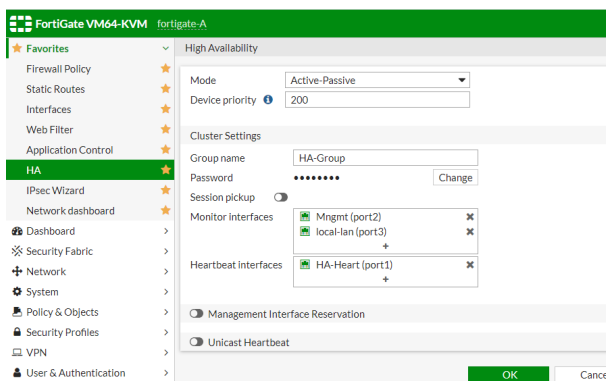 FortiGate VM64-KVM fortigate-A
Favorites
High Availability
Firewall Policy
Static Routes
Interfaces
Web Filter
Application Control
HA
IPsec Wizard
Network dashboard
Dashboard
Security Fabric
Network
System
Policy & Objects
Security Profiles
VPN
User & Authentication
Mode Active-Passive
Device priority 200
Cluster Settings
Group name HA-Group
Password •••••••• Change
Session pickup
Monitor interfaces Mngmt (port2)
local-lan (port3)
+
Heartbeat interfaces HA-Heart (port1)
+
Management Interface Reservation
Unicast Heartbeat
OK Cance